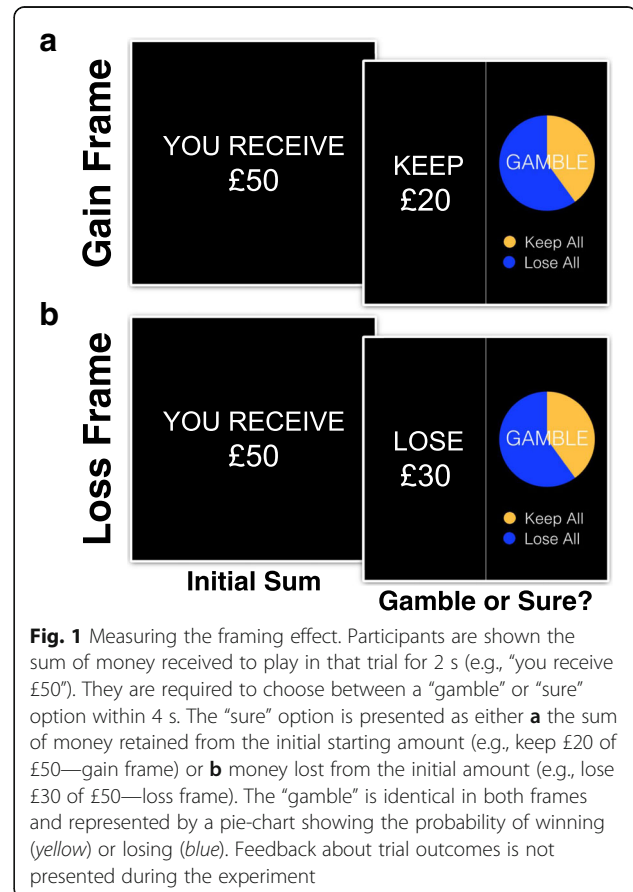 a
Gain Frame
YOU RECEIVE
£50
KEEP
£20
GAMBLE
Keep All
Lose All
b
Loss Frame
YOU RECEIVE
£50
LOSE
£30
GAMBLE
Keep All
Lose All
Initial Sum
Gamble or Sure?
Fig. 1 Measuring the framing effect. Participants are shown the
sum of money received to play in that trial for 2 s (e.g., “you receive
£50”). They are required to choose between a “gamble” or “sure”
option within 4 s. The “sure” option is presented as either a the sum
of money retained from the initial starting amount (e.g., keep £20 of
£50—gain frame) or b money lost from the initial amount (e.g., lose
£30 of £50—loss frame). The “gamble” is identical in both frames
and represented by a pie-chart showing the probability of winning
(yellow) or losing (blue). Feedback about trial outcomes is not
presented during the experiment